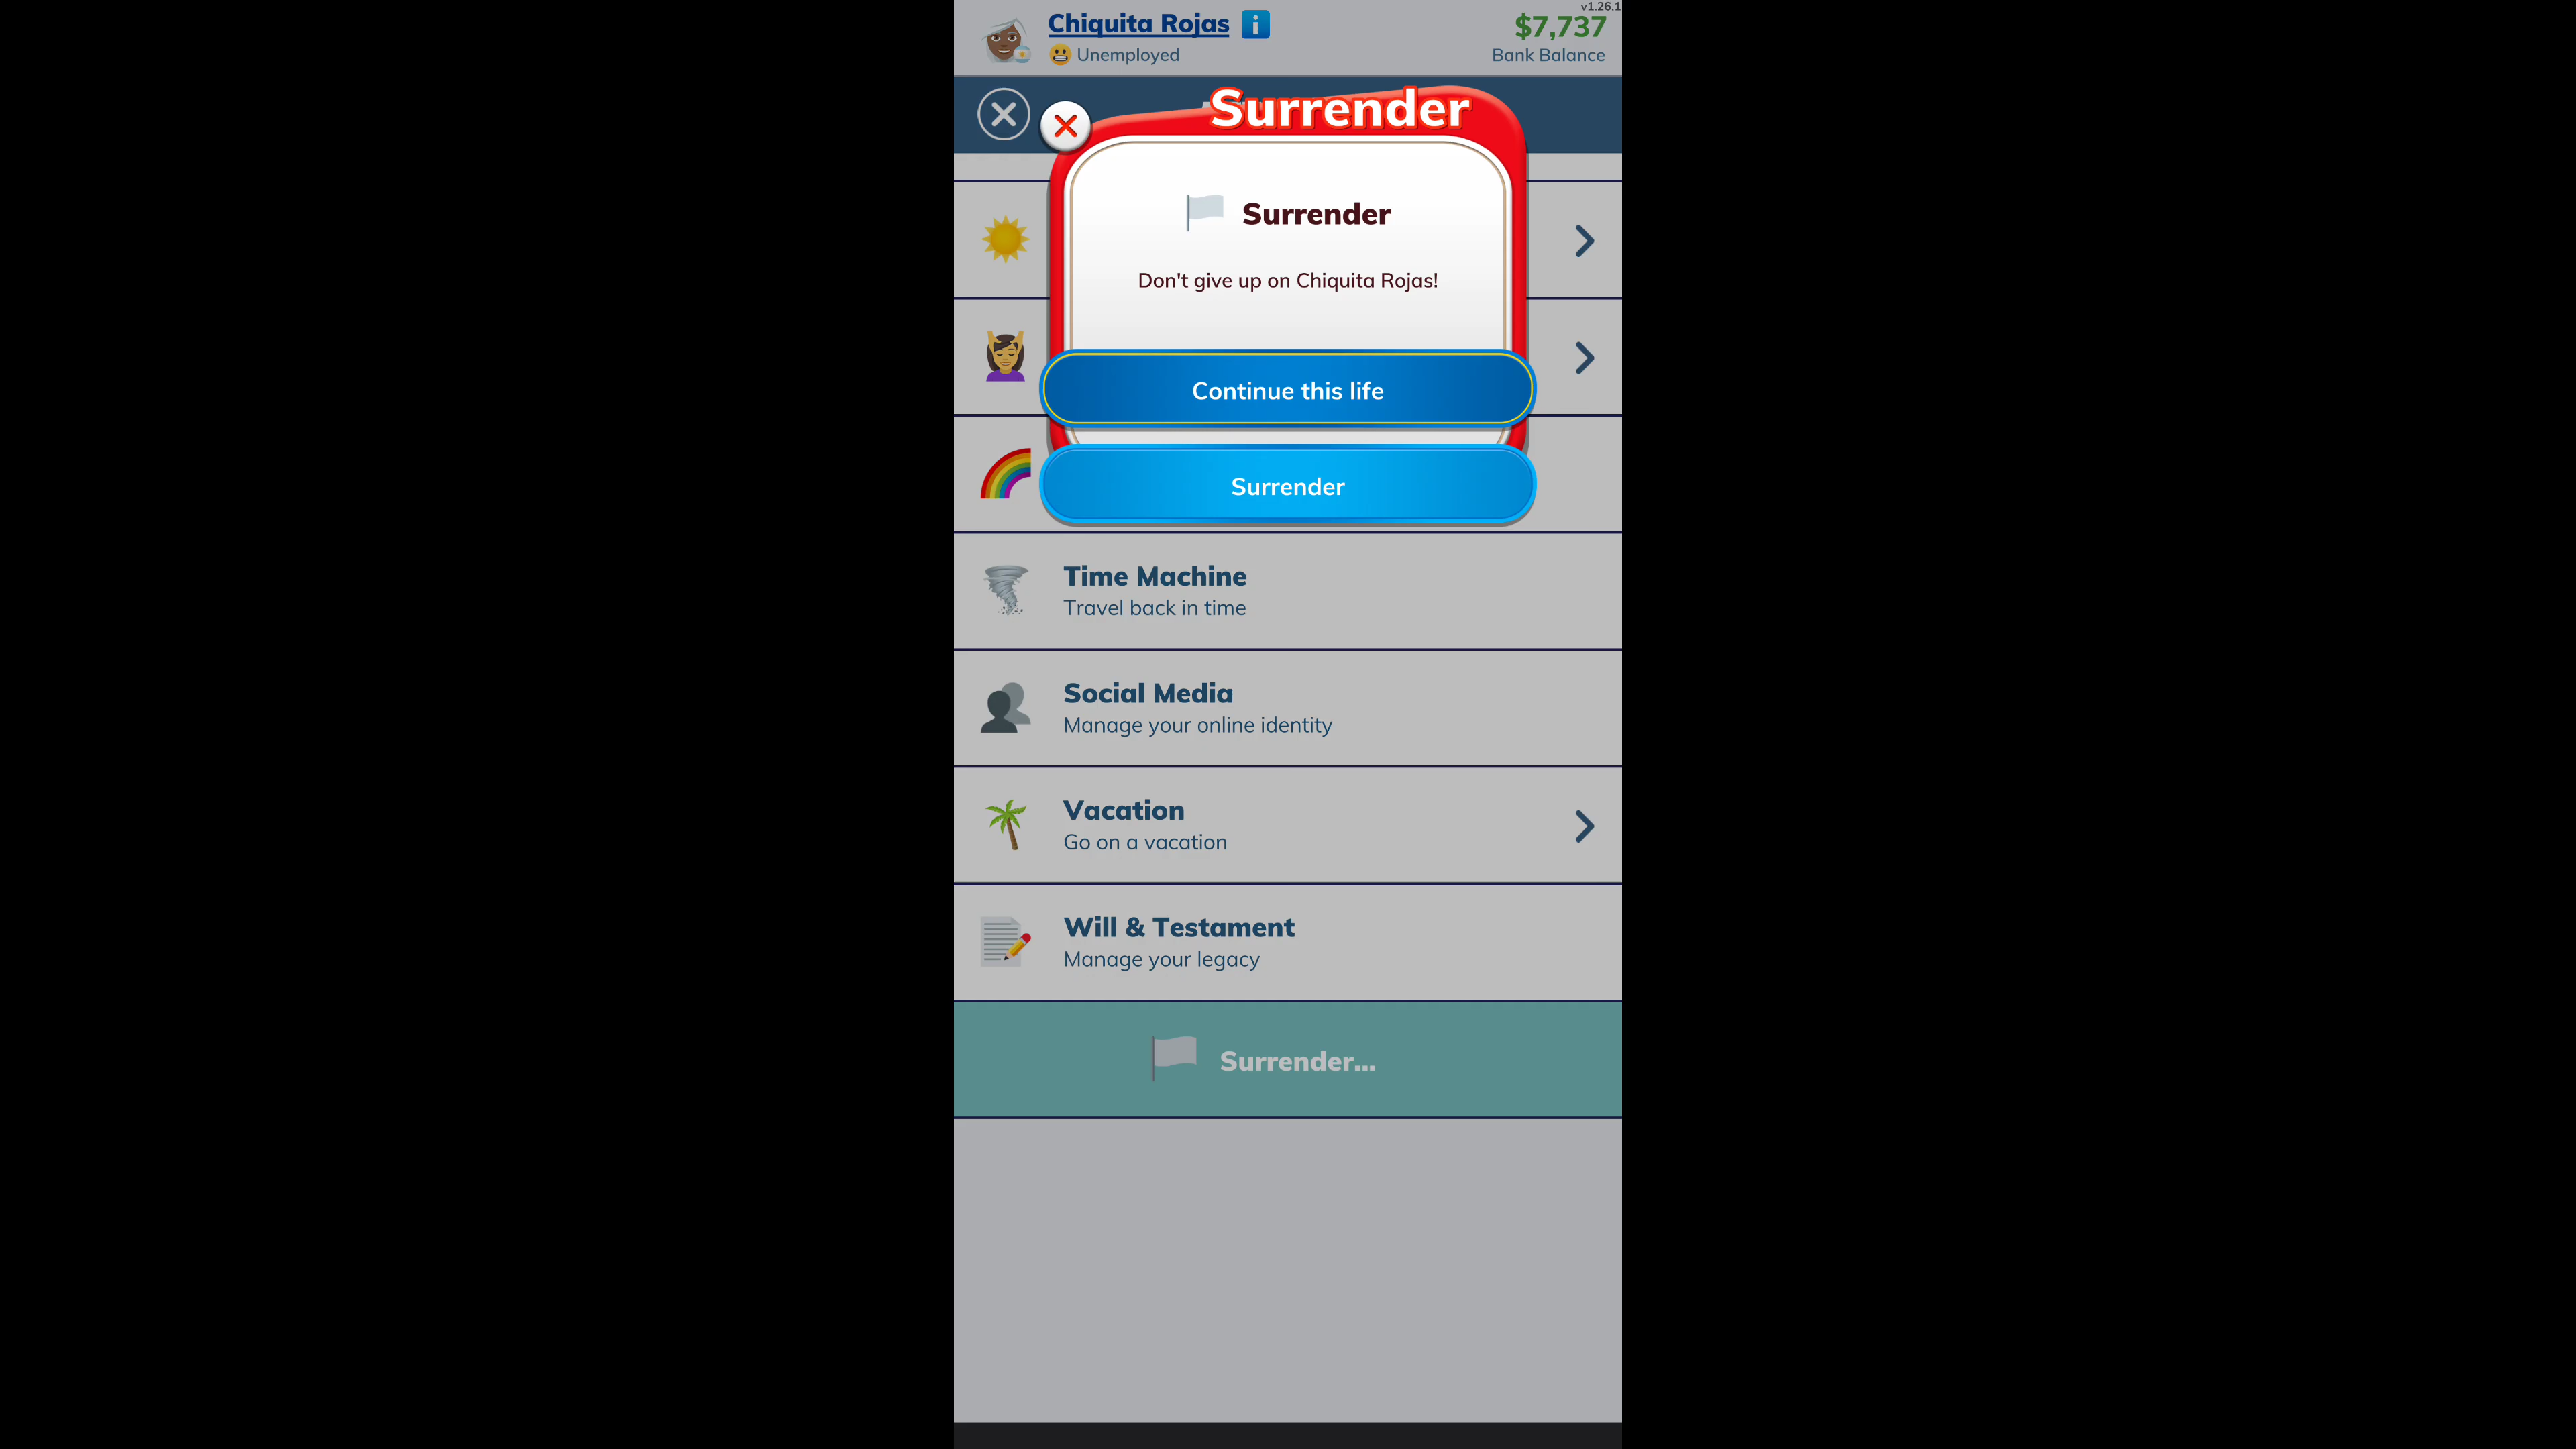 v1.26.1
Chiquita Rojas
$7,737
Unemployed
Bank Balance
Surrender
Surrender
Don't give up on Chiquita Rojas!
Continue this life
Surrender
Time Machine
Travel back in time
Social Media
Manage your online identity
Vacation
Go on a vacation
Will & Testament
Manage your legacy
Surrender...